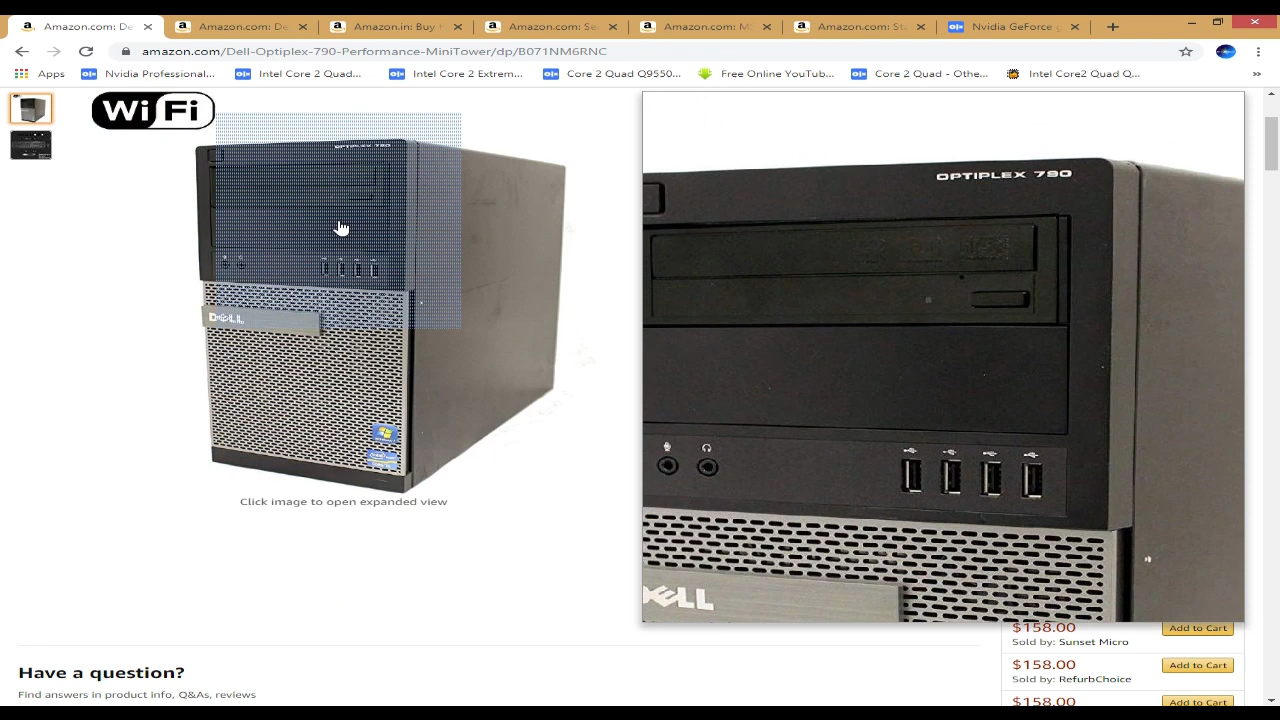 Amazon.com: De
Amazon.com: De
Amazon.in: Buy I
Amazon.com: Se
Amazon.com: M
Amazon.com: St
Nvidia GeForce g
amazon.com/Dell-Optiplex-790-Performance-MiniTower/dp/B071NM6RNC
Apps
Nvidia Professional...
Intel Core 2 Quad...
Intel Core 2 Extrem...
Core 2 Quad Q9550...
Free Online YouTub...
Core 2 Quad - Othe...
Intel Core2 Quad Q...
Wi Fi
OPTIPLEX 790
DELL
Click image to open expanded view
OPTIPLEX 790
DELL
$158.00
Add to Cart
Sold by: Sunset Micro
$158.00
Add to Cart
Sold by: RefurbChoice
$158.00
Add to Cart
Have a question?
Find answers in product info, Q&As, reviews